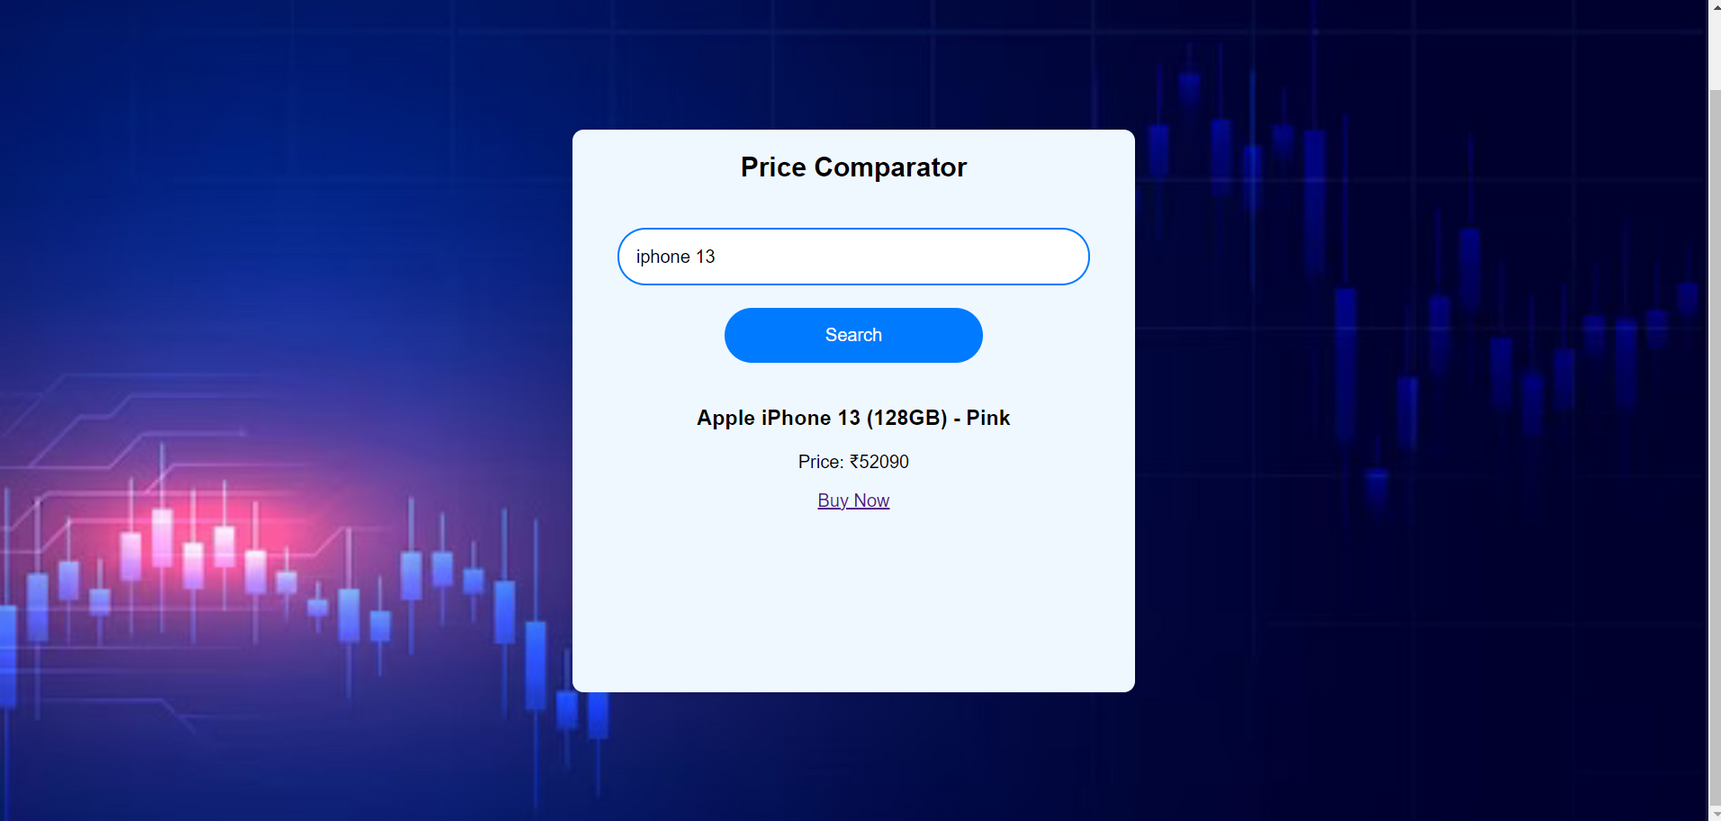 Price Comparator
iphone 13
Search
Apple iPhone 13 (128GB) - Pink
Price: ₹52090
Buy Now